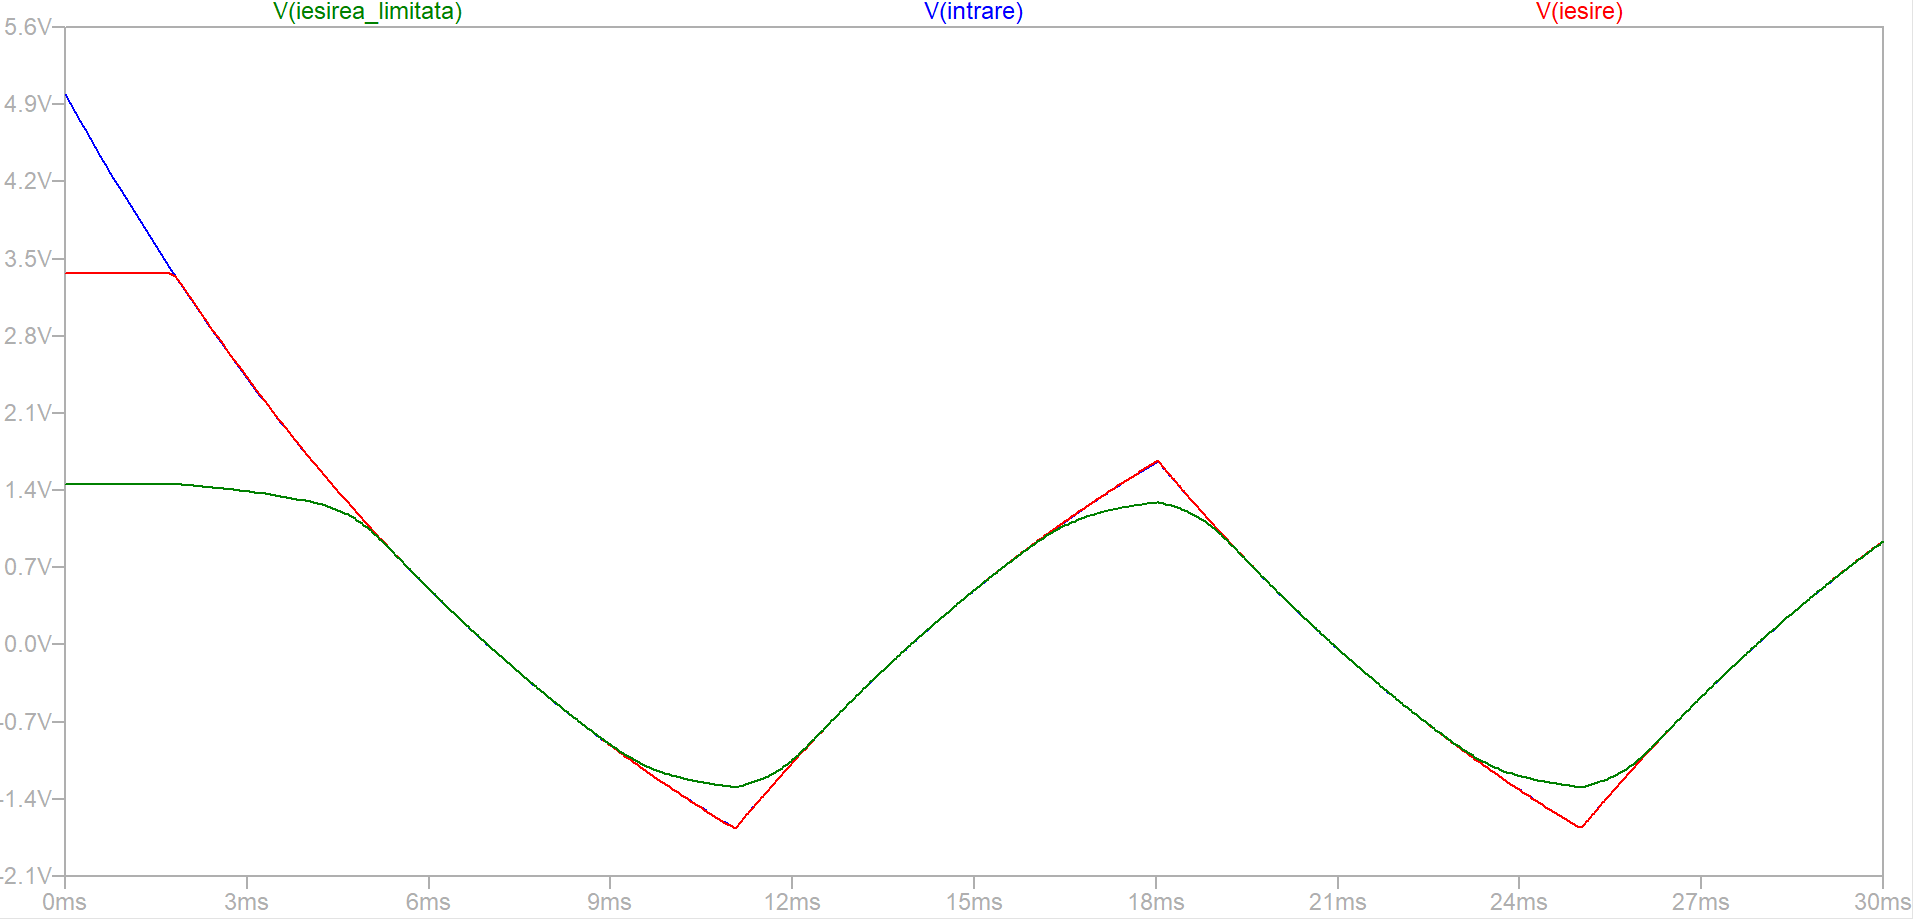 V(iesirea_limitata) V(intrare) V(iesire)
5.6V
4.9V
4.2V
3.5V
2.8V
2.1V
1.4V
0.7V
0.0V
-0.7V
-1.4V
-2.1V
0ms 3ms 6ms 9ms 12ms 15ms 18ms 21ms 24ms 27ms 30ms